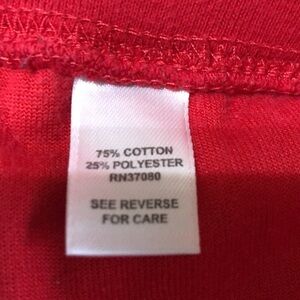 75% COTTON
25% POLYESTER
RN37080
SEE REVERSE
FOR CARE